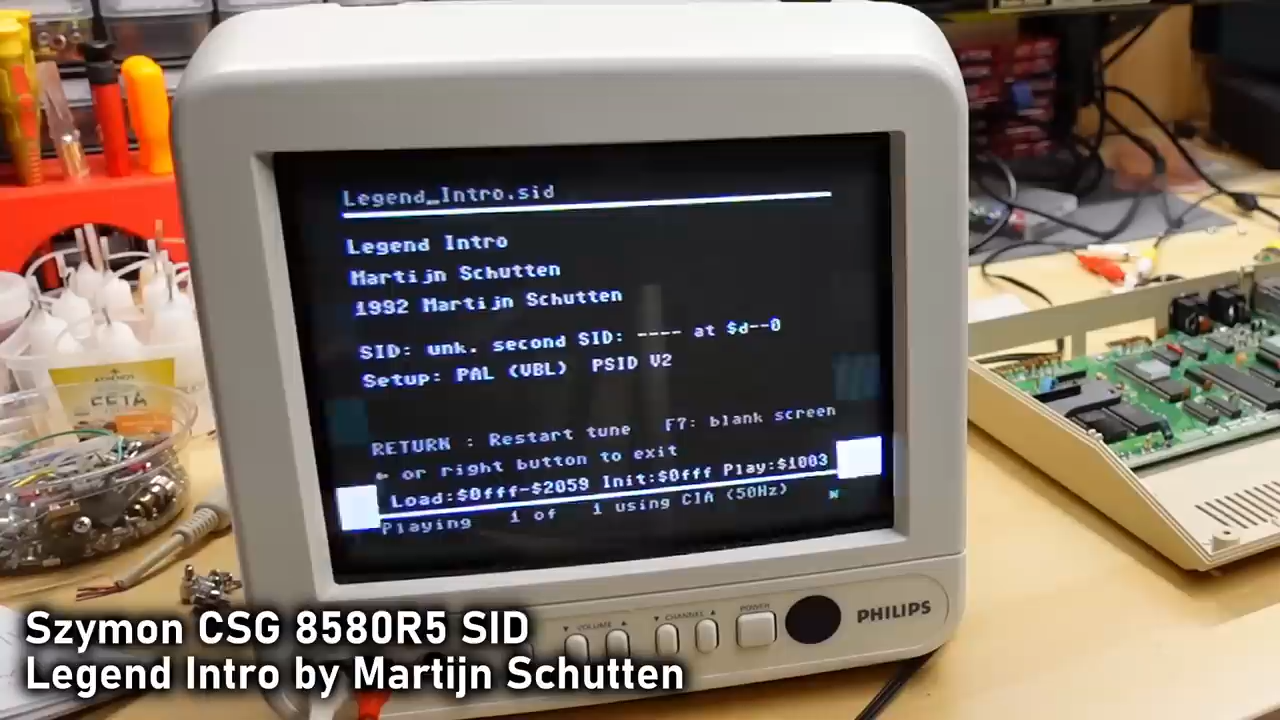 Legend_Intro.sid
Legend Intro
Martijn Schutten
1992 Martijn Schutten
SID: unk. second SID: ---- at $d--0
Setup: PAL (VBL) PSID V2
RETURN : Restart tune F7: blank screen
← or right button to exit
Load:$0fff-$2059 Init:$0fff Play:$1003
Playing 1 of 1 using CIA (50Hz)
▼ VOLUME ▲ ▼ CHANNEL ▲ POWER
PHILIPS
Szymon CSG 8580R5 SID
Legend Intro by Martijn Schutten